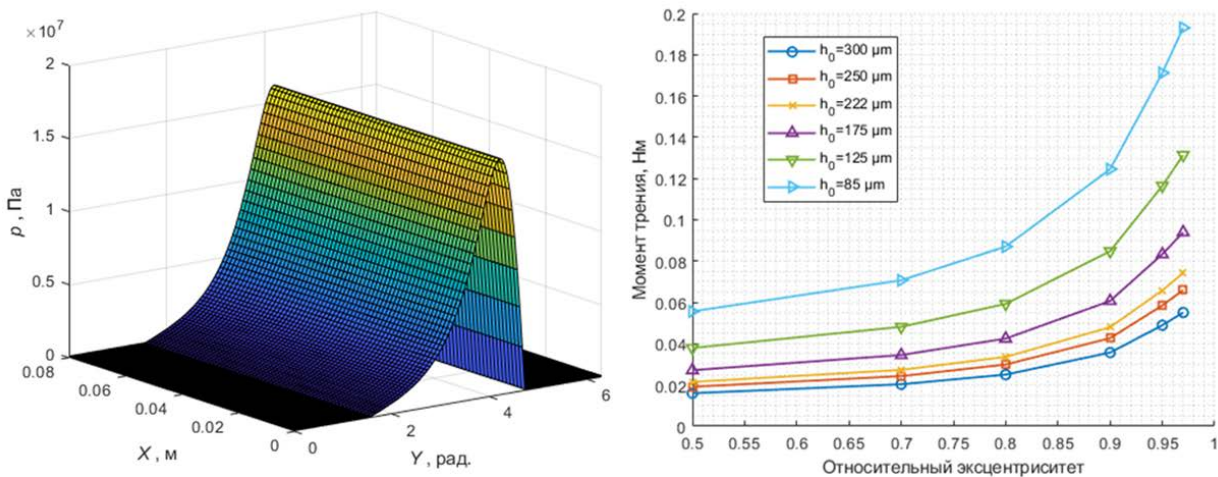 ×10⁷
2
1.5
1
0.5
0
p , Па
0.08
0.06
0.04
0.02
0
X , м
0
2
4
6
Y , рад.
0.2
0.18
0.16
0.14
0.12
0.1
0.08
0.06
0.04
0.02
0
Момент трения, Нм
h₀=300 µm
h₀=250 µm
h₀=222 µm
h₀=175 µm
h₀=125 µm
h₀=85 µm
0.5 0.55 0.6 0.65 0.7 0.75 0.8 0.85 0.9 0.95 1
Относительный эксцентриситет